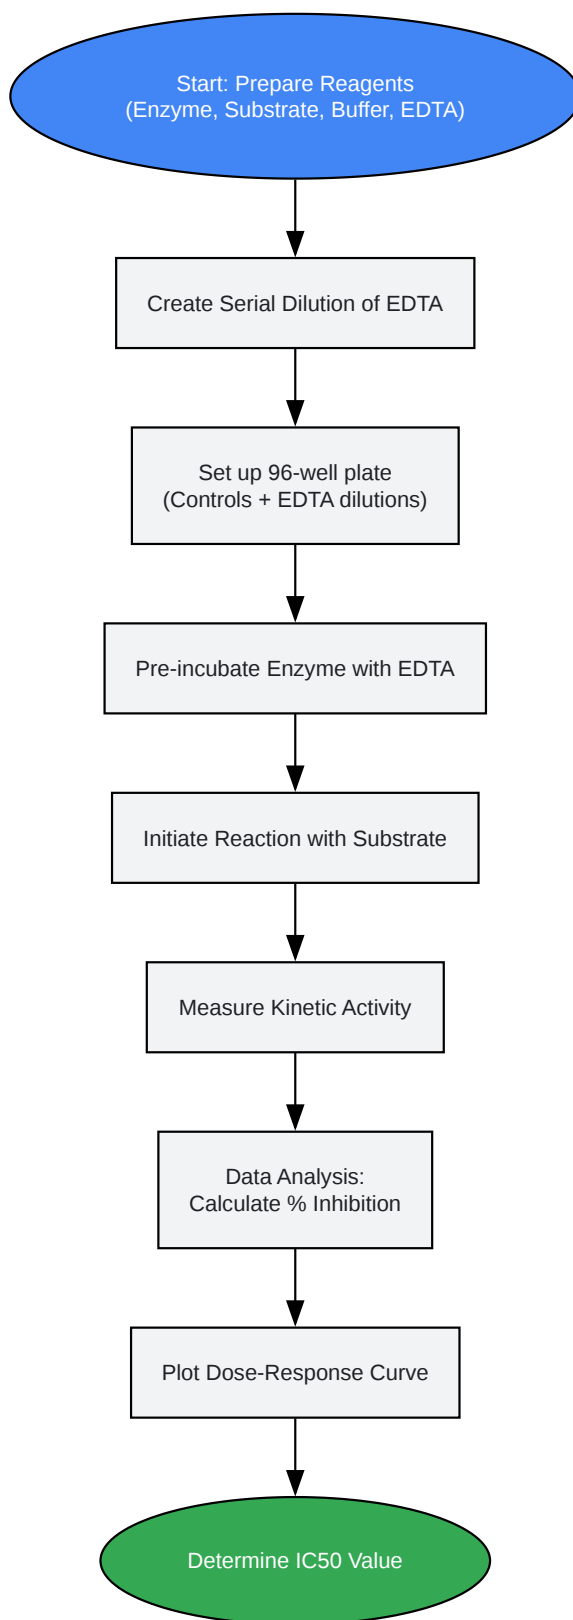 Start: Prepare Reagents
(Enzyme, Substrate, Buffer, EDTA)
Create Serial Dilution of EDTA
Set up 96-well plate
(Controls + EDTA dilutions)
Pre-incubate Enzyme with EDTA
Initiate Reaction with Substrate
Measure Kinetic Activity
Data Analysis:
Calculate % Inhibition
Plot Dose-Response Curve
Determine IC50 Value